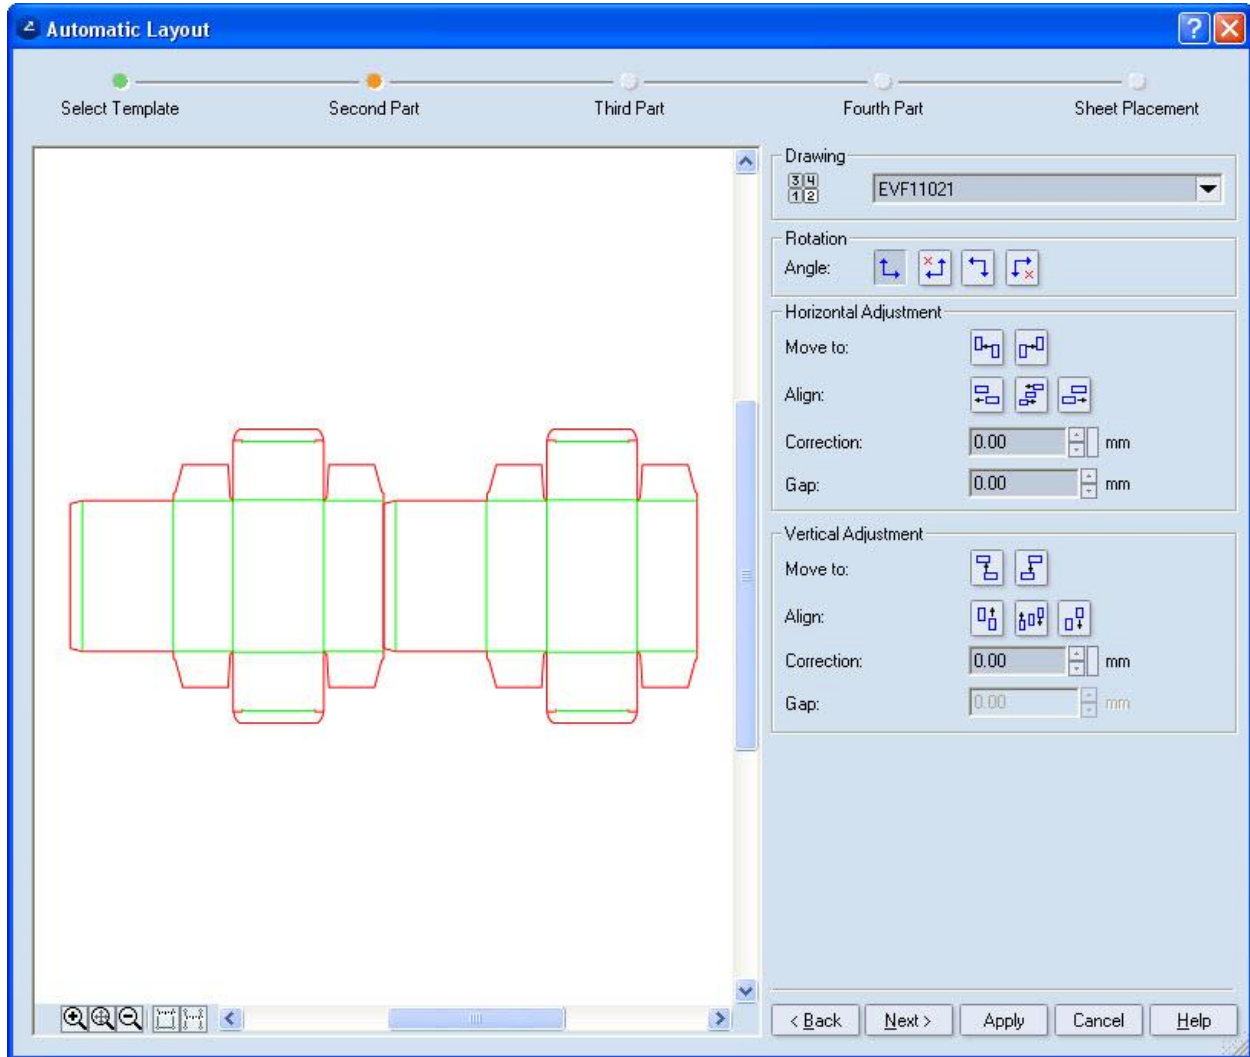 Automatic Layout
Select Template
Second Part
Third Part
Fourth Part
Sheet Placement
Drawing
3 4
1 2
EVF11021
Rotation
Angle:
Horizontal Adjustment
Move to:
Align:
Correction: 0.00 mm
Gap: 0.00 mm
Vertical Adjustment
Move to:
Align:
Correction: 0.00 mm
Gap: 0.00 mm
< Back
Next >
Apply
Cancel
Help